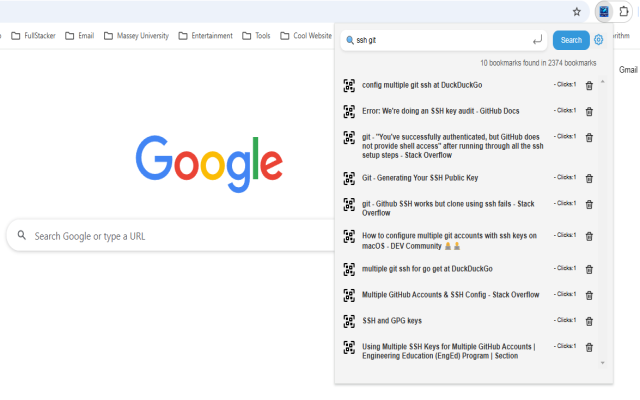 FullStacker Email Massey University Entertainment Tools Cool Website
ssh git Search
10 bookmarks found in 2374 bookmarks
Gmail
config multiple git ssh at DuckDuckGo - Clicks:1
Error: We're doing an SSH key audit - GitHub Docs - Clicks:1
git - "You've successfully authenticated, but GitHub does - Clicks:1
not provide shell access" after running through all the ssh
setup steps - Stack Overflow
Git - Generating Your SSH Public Key - Clicks:1
git - Github SSH works but clone using ssh fails - Stack - Clicks:1
Overflow
How to configure multiple git accounts with ssh keys on - Clicks:1
macOS - DEV Community
multiple git ssh for go get at DuckDuckGo - Clicks:1
Multiple GitHub Accounts & SSH Config - Stack Overflow - Clicks:1
SSH and GPG keys - Clicks:1
Using Multiple SSH Keys for Multiple GitHub Accounts | - Clicks:1
Engineering Education (EngEd) Program | Section
Google
Search Google or type a URL